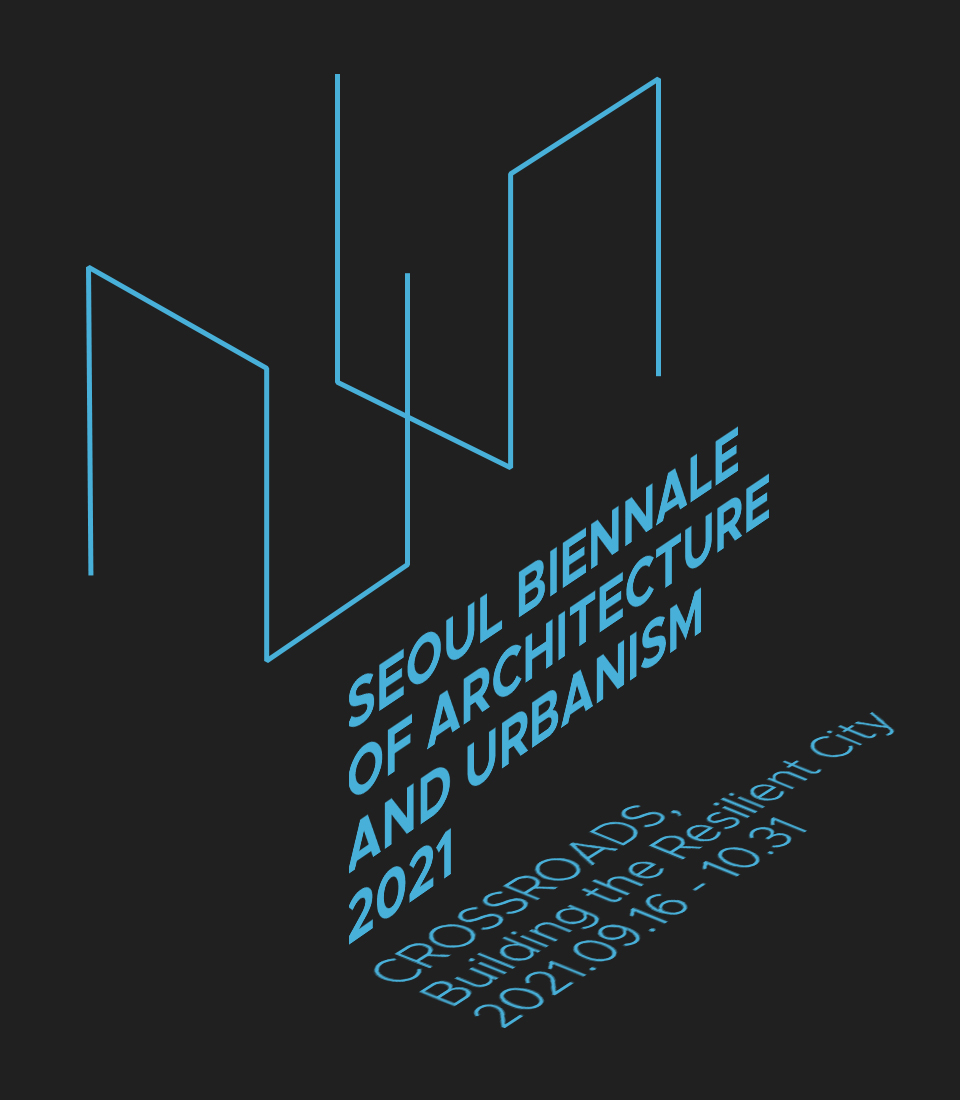 SEOUL BIENNALE
OF ARCHITECTURE
AND URBANISM
2021
CROSSROADS,
Building the Resilient City
2021.09.16 - 10.31